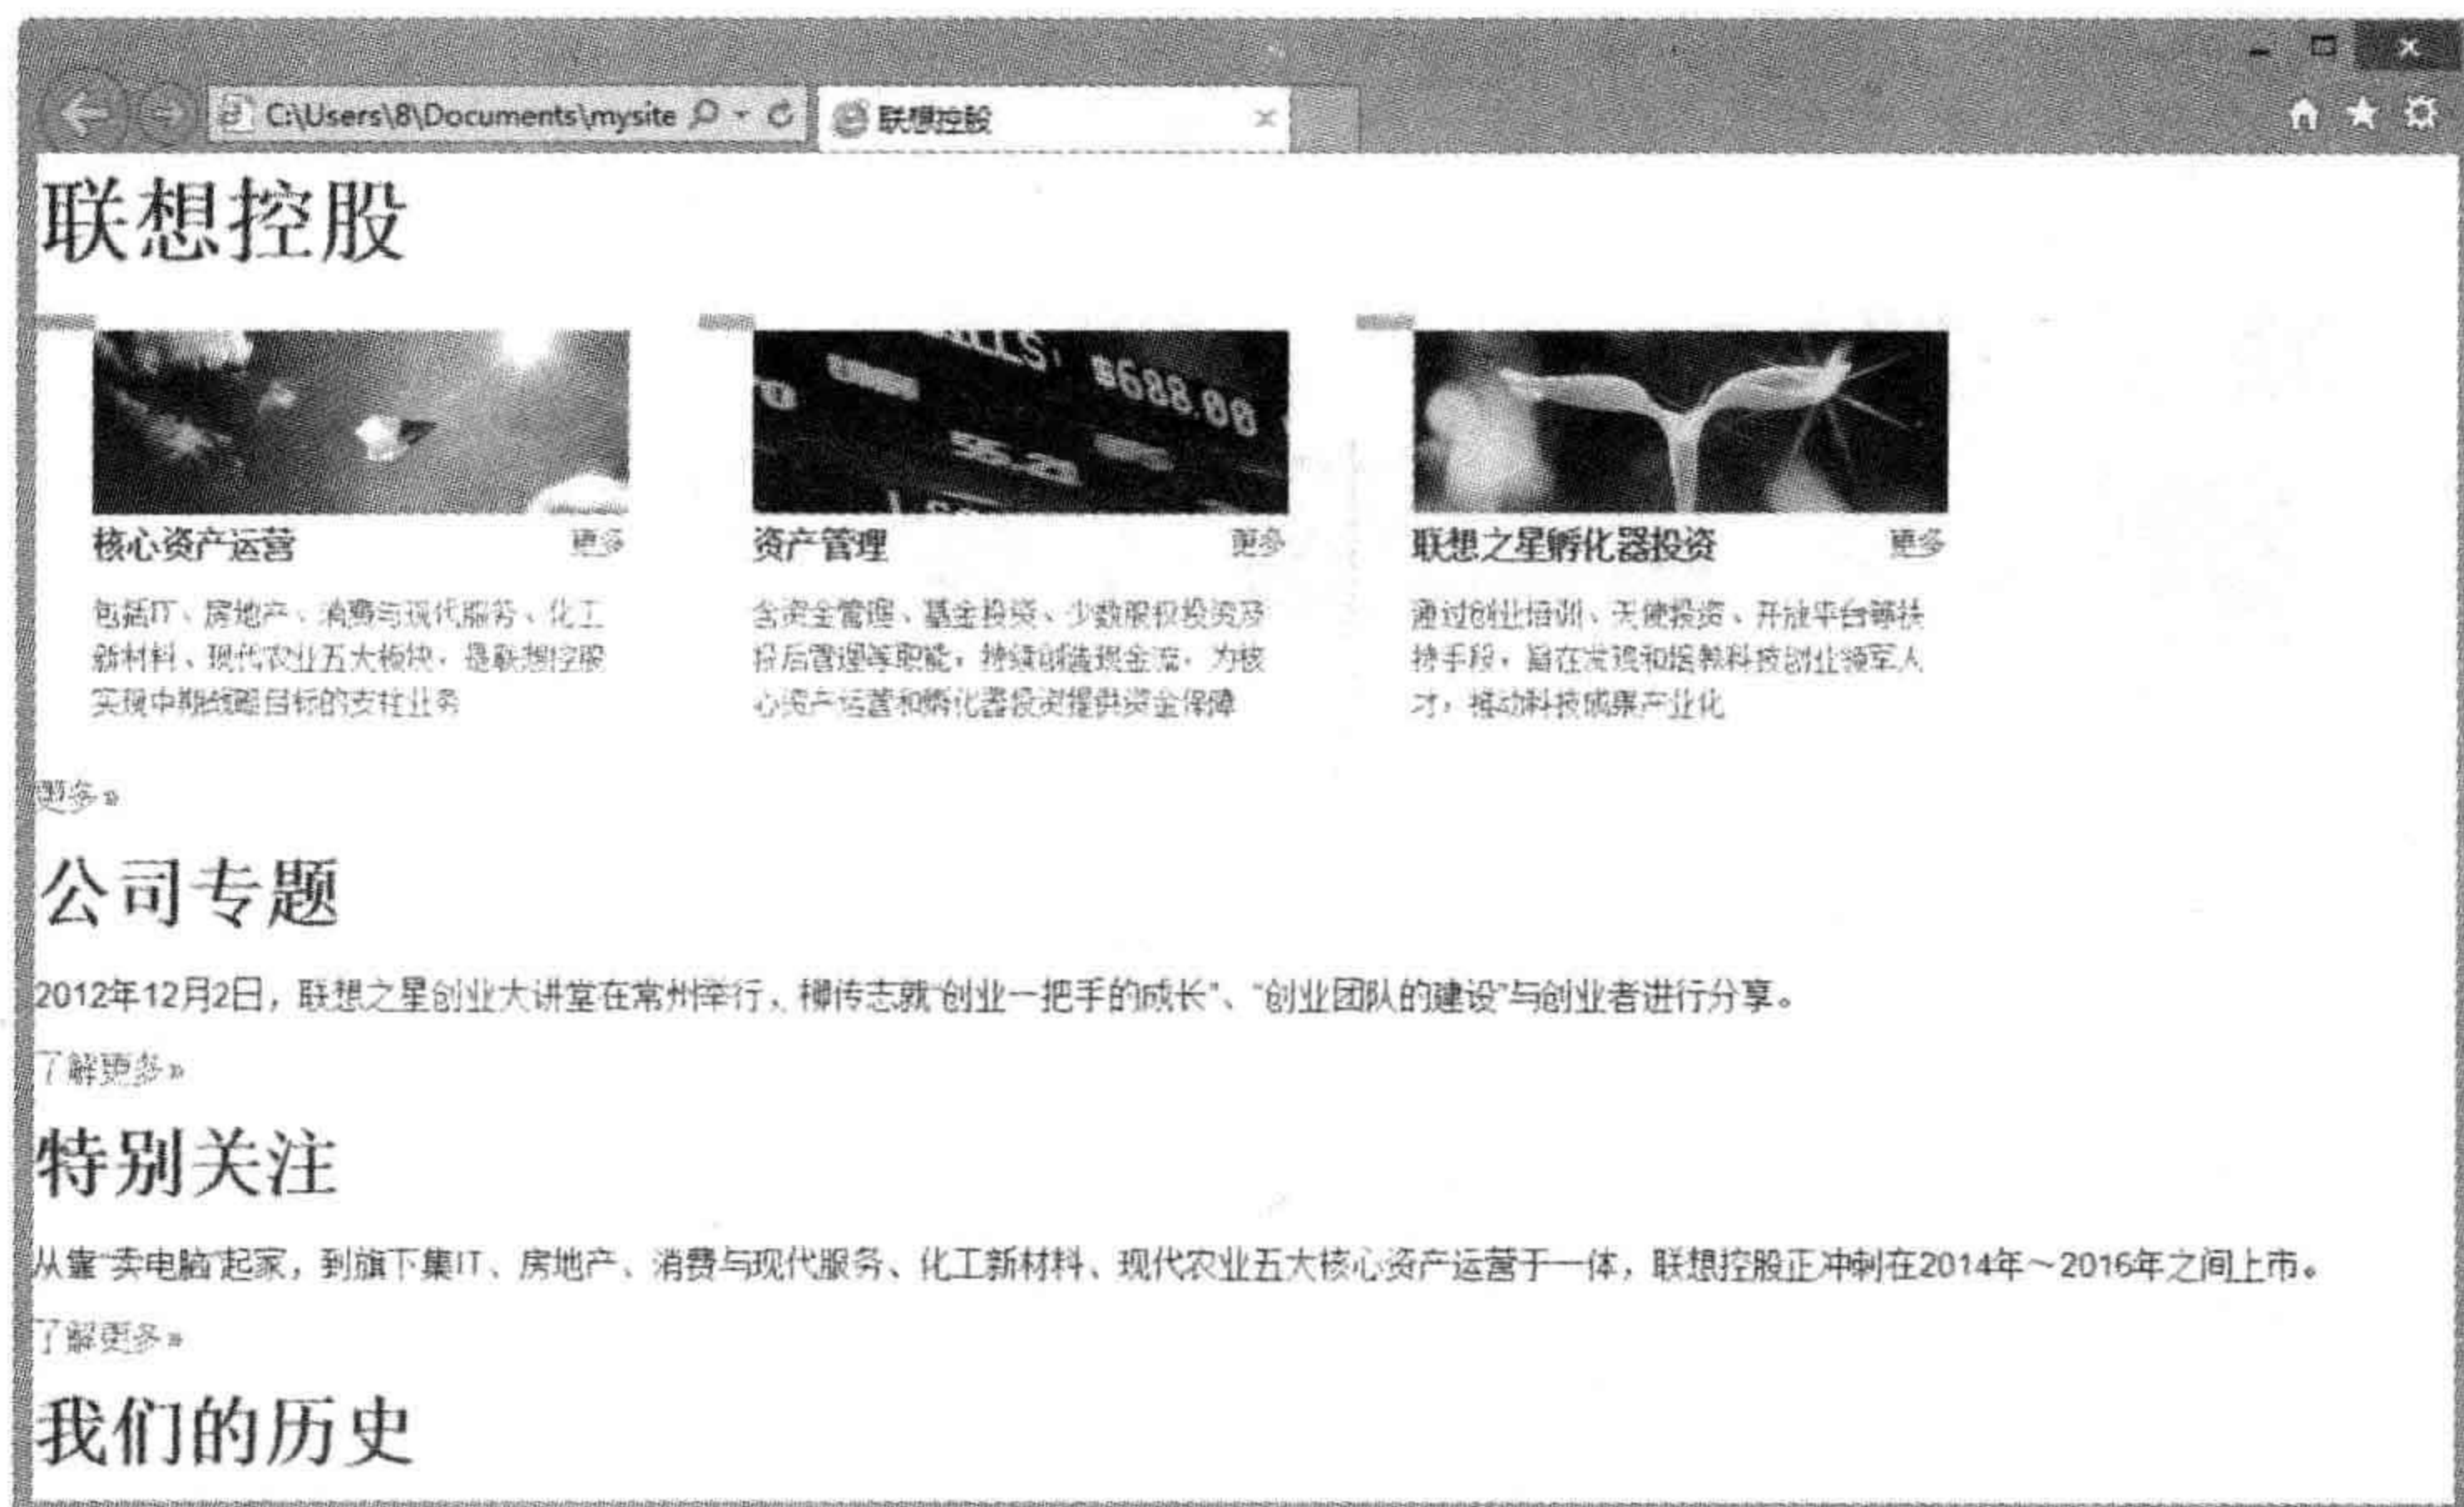 C:\Users\8\Documents\mysite
联想控股
联想控股
$688.00
核心资产运营 更多
包括IT、房地产、消费与现代服务、化工
新材料、现代农业五大板块，是联想控股
实现中期战略目标的支柱业务
资产管理 更多
含资金管理、基金投资、少数股权投资及
投后管理等职能，持续创造现金流，为核
心资产运营和孵化器投资提供资金保障
联想之星孵化器投资 更多
通过创业培训、天使投资、开放平台等扶
持手段，旨在发现和培养科技创业领军人
才，推动科技成果产业化
更多»
公司专题
2012年12月2日，联想之星创业大讲堂在常州举行，柳传志就“创业一把手的成长”、“创业团队的建设”与创业者进行分享。
了解更多»
特别关注
从靠“卖电脑”起家，到旗下集IT、房地产、消费与现代服务、化工新材料、现代农业五大核心资产运营于一体，联想控股正冲刺在2014年～2016年之间上市。
了解更多»
我们的历史